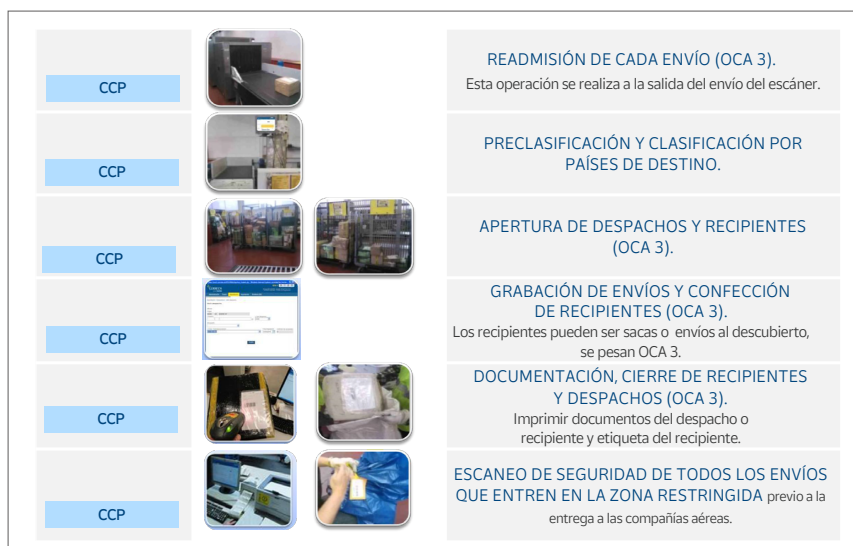 CCP
READMISIÓN DE CADA ENVÍO (OCA 3).
Esta operación se realiza a la salida del envío del escáner.
CCP
PRECLASIFICACIÓN Y CLASIFICACIÓN POR
PAÍSES DE DESTINO.
CCP
APERTURA DE DESPACHOS Y RECIPIENTES
(OCA 3).
CCP
GRABACIÓN DE ENVÍOS Y CONFECCIÓN
DE RECIPIENTES (OCA 3).
Los recipientes pueden ser sacas o envíos al descubierto,
se pesan OCA 3.
CCP
DOCUMENTACIÓN, CIERRE DE RECIPIENTES
Y DESPACHOS (OCA 3).
Imprimir documentos del despacho o
recipiente y etiqueta del recipiente.
CCP
ESCANEO DE SEGURIDAD DE TODOS LOS ENVÍOS
QUE ENTREN EN LA ZONA RESTRINGIDA previo a la
entrega a las compañías aéreas.